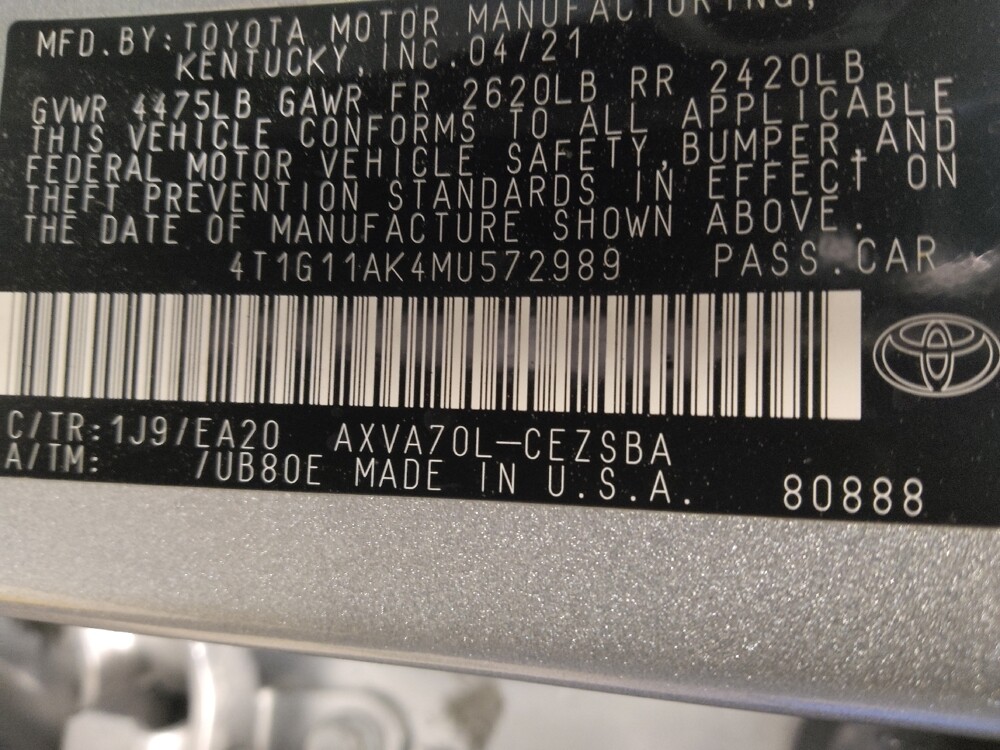 MFD.BY:TOYOTA MOTOR MANUFACTURING,
KENTUCKY,INC.04/21
GVWR 4475LB GAWR FR 2620LB RR 2420LB
THIS VEHICLE CONFORMS TO ALL APPLICABLE
FEDERAL MOTOR VEHICLE SAFETY,BUMPER,AND
THEFT PREVENTION STANDARDS IN EFFECT ON
THE DATE OF MANUFACTURE SHOWN ABOVE.
4T1G11AK4MU572989 PASS.CAR
C/TR:1J9/EA20 AXVA70L-CEZSBA
A/TM: /UB80E MADE IN U.S.A. 80888